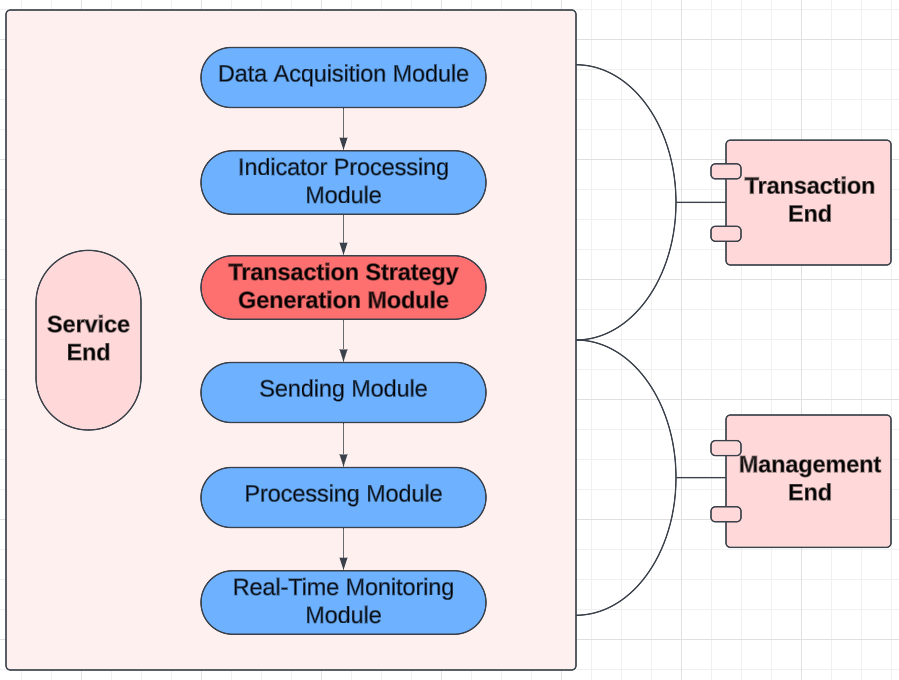 Data Acquisition Module
Indicator Processing
Module
Transaction Strategy
Generation Module
Service
End
Sending Module
Processing Module
Real-Time Monitoring
Module
Transaction
End
Management
End